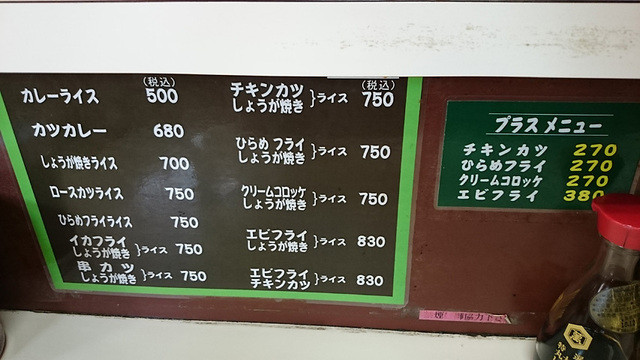 (税込)
カレーライス 500
カツカレー 680
しょうが焼きライス 700
ロースカツライス 750
ひらめフライライス 750
イカフライ
しょうが焼き }ライス 750
串カツ
しょうが焼き }ライス 750
(税込)
チキンカツ
しょうが焼き }ライス 750
ひらめフライ
しょうが焼き }ライス 750
クリームコロッケ
しょうが焼き }ライス 750
エビフライ
しょうが焼き }ライス 830
エビフライ
チキンカツ }ライス 830
プラスメニュー
チキンカツ 270
ひらめフライ 270
クリームコロッケ 270
エビフライ 380